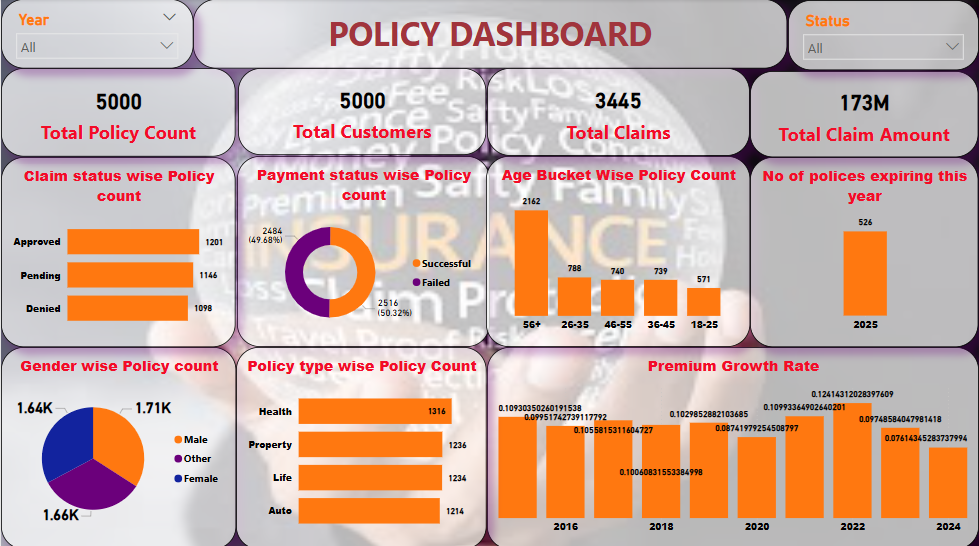 Year
All
POLICY DASHBOARD
Status
All
5000
Total Policy Count
5000
Total Customers
3445
Total Claims
173M
Total Claim Amount
Claim status wise Policy
count
Approved
1201
Pending
1146
Denied
1098
Payment status wise Policy
count
2484
(49.68%)
Successful
Failed
2516
(50.32%)
Age Bucket Wise Policy Count
2162
788
740
739
571
56+
26-35
46-55
36-45
18-25
No of polices expiring this
year
526
2025
Gender wise Policy count
1.64K
1.71K
1.66K
Male
Other
Female
Policy type wise Policy Count
Health
1316
Property
1236
Life
1234
Auto
1214
Premium Growth Rate
0.10930350260191538
0.09951742739117792
0.1055815311604727
0.10060831553384998
0.1029852882103685
0.08741979254508797
0.10993364902640201
0.12414312028397609
0.09748584047981418
0.0761434528373799​4
2016
2018
2020
2022
2024
INSURANCE